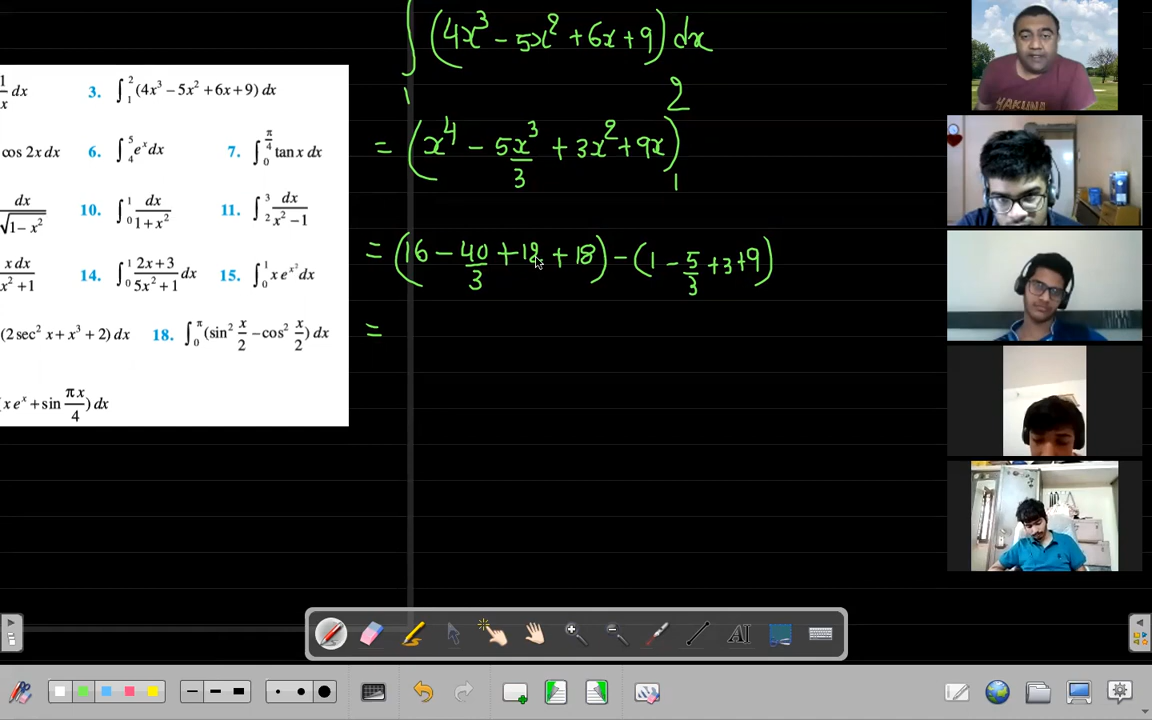 1/x dx
3. ∫₁² (4x³ − 5x² + 6x + 9) dx
cos 2x dx
6. ∫₄⁵ eˣ dx
7. ∫₀^(π/4) tan x dx
dx/√(1 − x²)
10. ∫₀¹ dx/(1 + x²)
11. ∫₂³ dx/(x² − 1)
x dx/(x² + 1)
14. ∫₀¹ (2x + 3)/(5x² + 1) dx
15. ∫₀¹ x e^(x²) dx
(2 sec² x + x³ + 2) dx
18. ∫₀^π (sin² x/2 − cos² x/2) dx
(x eˣ + sin πx/4) dx
∫₁ (4x³ − 5x² + 6x + 9) dx
= (x⁴ − 5x³/3 + 3x² + 9x)₁²
= (16 − 40/3 + 12 + 18) − (1 − 5/3 + 3 + 9)
=
AI